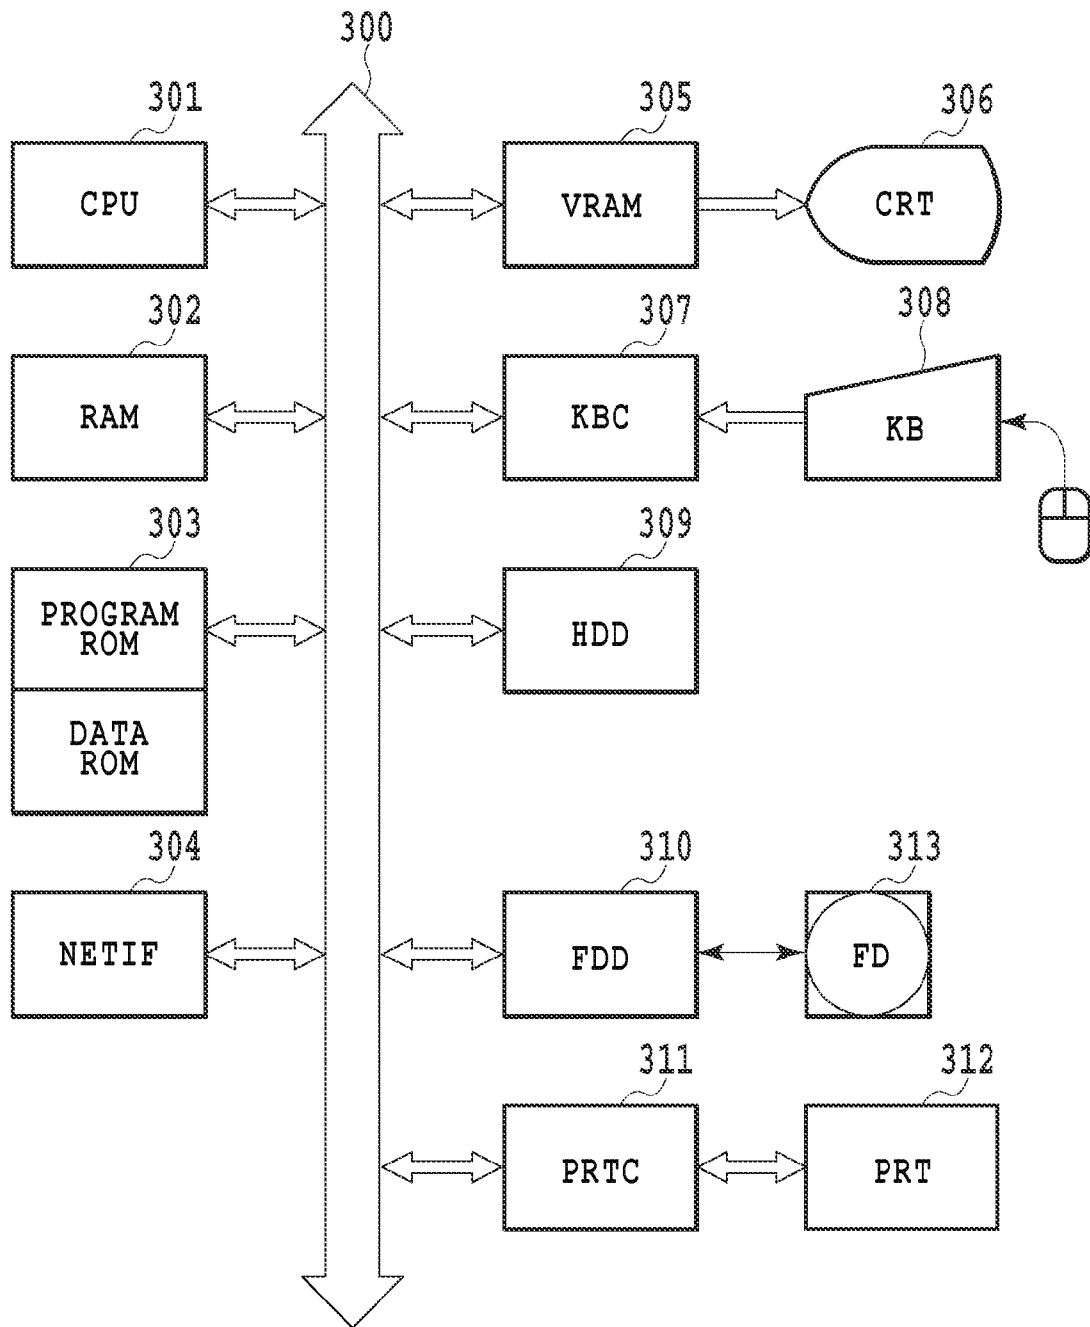 300
301
305
306
CPU
VRAM
CRT
302
307
308
RAM
KBC
KB
303
309
PROGRAM
ROM
HDD
DATA
ROM
304
310
313
NETIF
FDD
FD
311
312
PRTC
PRT